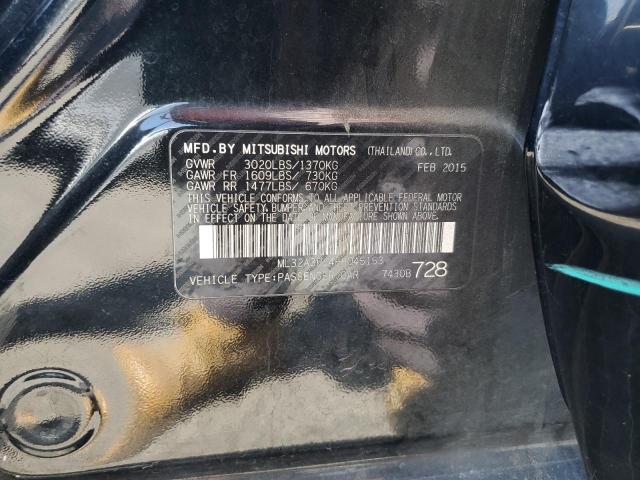 MFD.BY MITSUBISHI MOTORS (THAILAND) CO., LTD.
GVWR 3020LBS/1370KG FEB 2015
GAWR FR 1609LBS/ 730KG
GAWR RR 1477LBS/ 670KG
THIS VEHICLE CONFORMS TO ALL APPLICABLE FEDERAL MOTOR
VEHICLE SAFETY, BUMPER, AND THEFT PREVENTION STANDARDS
IN EFFECT ON THE DATE OF MANUFACTURE SHOWN ABOVE.
VEHICLE TYPE:PASSENGER CAR 7430B 728